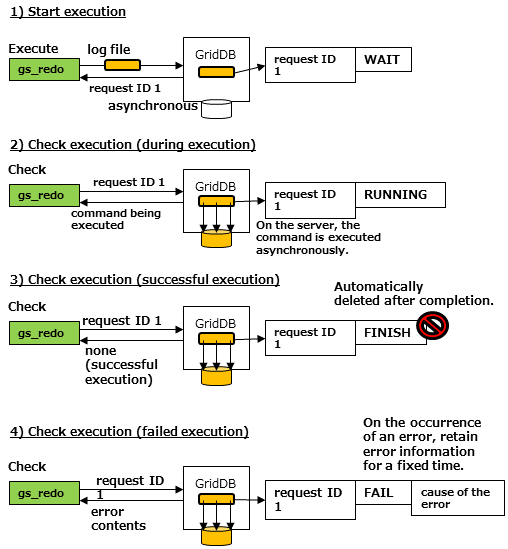 1) Start execution
Execute
log file
GridDB
gs_redo
request ID
1
WAIT
request ID 1
asynchronous
2) Check execution (during execution)
Check
request ID 1
GridDB
gs_redo
request ID
1
RUNNING
command being
executed
On the server, the
command is executed
asynchronously.
3) Check execution (successful execution)
Automatically
deleted after completion.
Check
request ID 1
GridDB
gs_redo
request ID
1
FINISH
none
(successful
execution)
4) Check execution (failed execution)
On the occurrence
of an error, retain
error information
for a fixed time.
Check
request ID
1
GridDB
gs_redo
request ID
1
FAIL
cause of the
error
error
contents